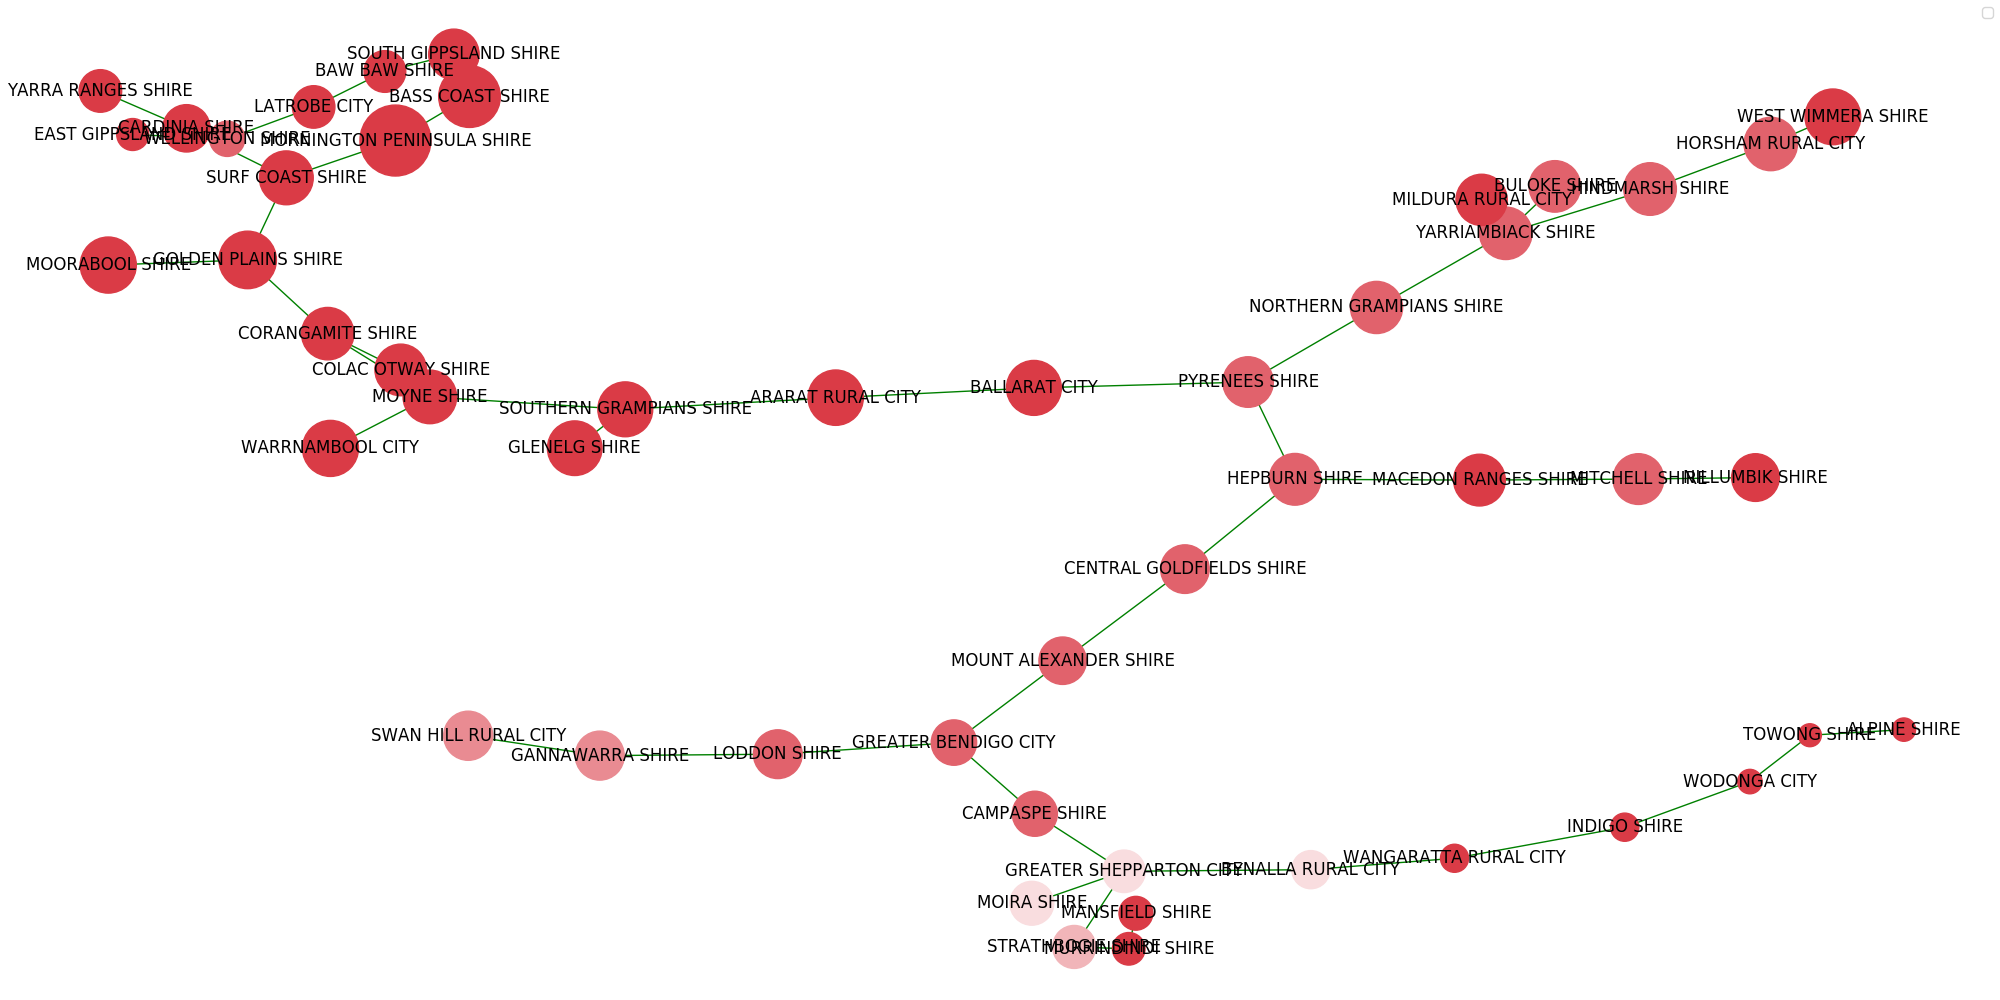 SOUTH GIPPSLAND SHIRE
BAW BAW SHIRE
YARRA RANGES SHIRE
BASS COAST SHIRE
LATROBE CITY
CARDINIA SHIRE
EAST GIPPSLAND SHIRE
WELLINGTON SHIRE
MORNINGTON PENINSULA SHIRE
SURF COAST SHIRE
WEST WIMMERA SHIRE
HORSHAM RURAL CITY
BULOKE SHIRE
HINDMARSH SHIRE
MILDURA RURAL CITY
YARRIAMBIACK SHIRE
MOORABOOL SHIRE
GOLDEN PLAINS SHIRE
NORTHERN GRAMPIANS SHIRE
CORANGAMITE SHIRE
COLAC OTWAY SHIRE
MOYNE SHIRE
SOUTHERN GRAMPIANS SHIRE
ARARAT RURAL CITY
BALLARAT CITY
PYRENEES SHIRE
WARRNAMBOOL CITY
GLENELG SHIRE
HEPBURN SHIRE
MACEDON RANGES SHIRE
MITCHELL SHIRE
NILLUMBIK SHIRE
CENTRAL GOLDFIELDS SHIRE
MOUNT ALEXANDER SHIRE
SWAN HILL RURAL CITY
GANNAWARRA SHIRE
LODDON SHIRE
GREATER BENDIGO CITY
TOWONG SHIRE
ALPINE SHIRE
WODONGA CITY
CAMPASPE SHIRE
INDIGO SHIRE
GREATER SHEPPARTON CITY
BENALLA RURAL CITY
WANGARATTA RURAL CITY
MOIRA SHIRE
MANSFIELD SHIRE
STRATHBOGIE SHIRE
MURRINDINDI SHIRE